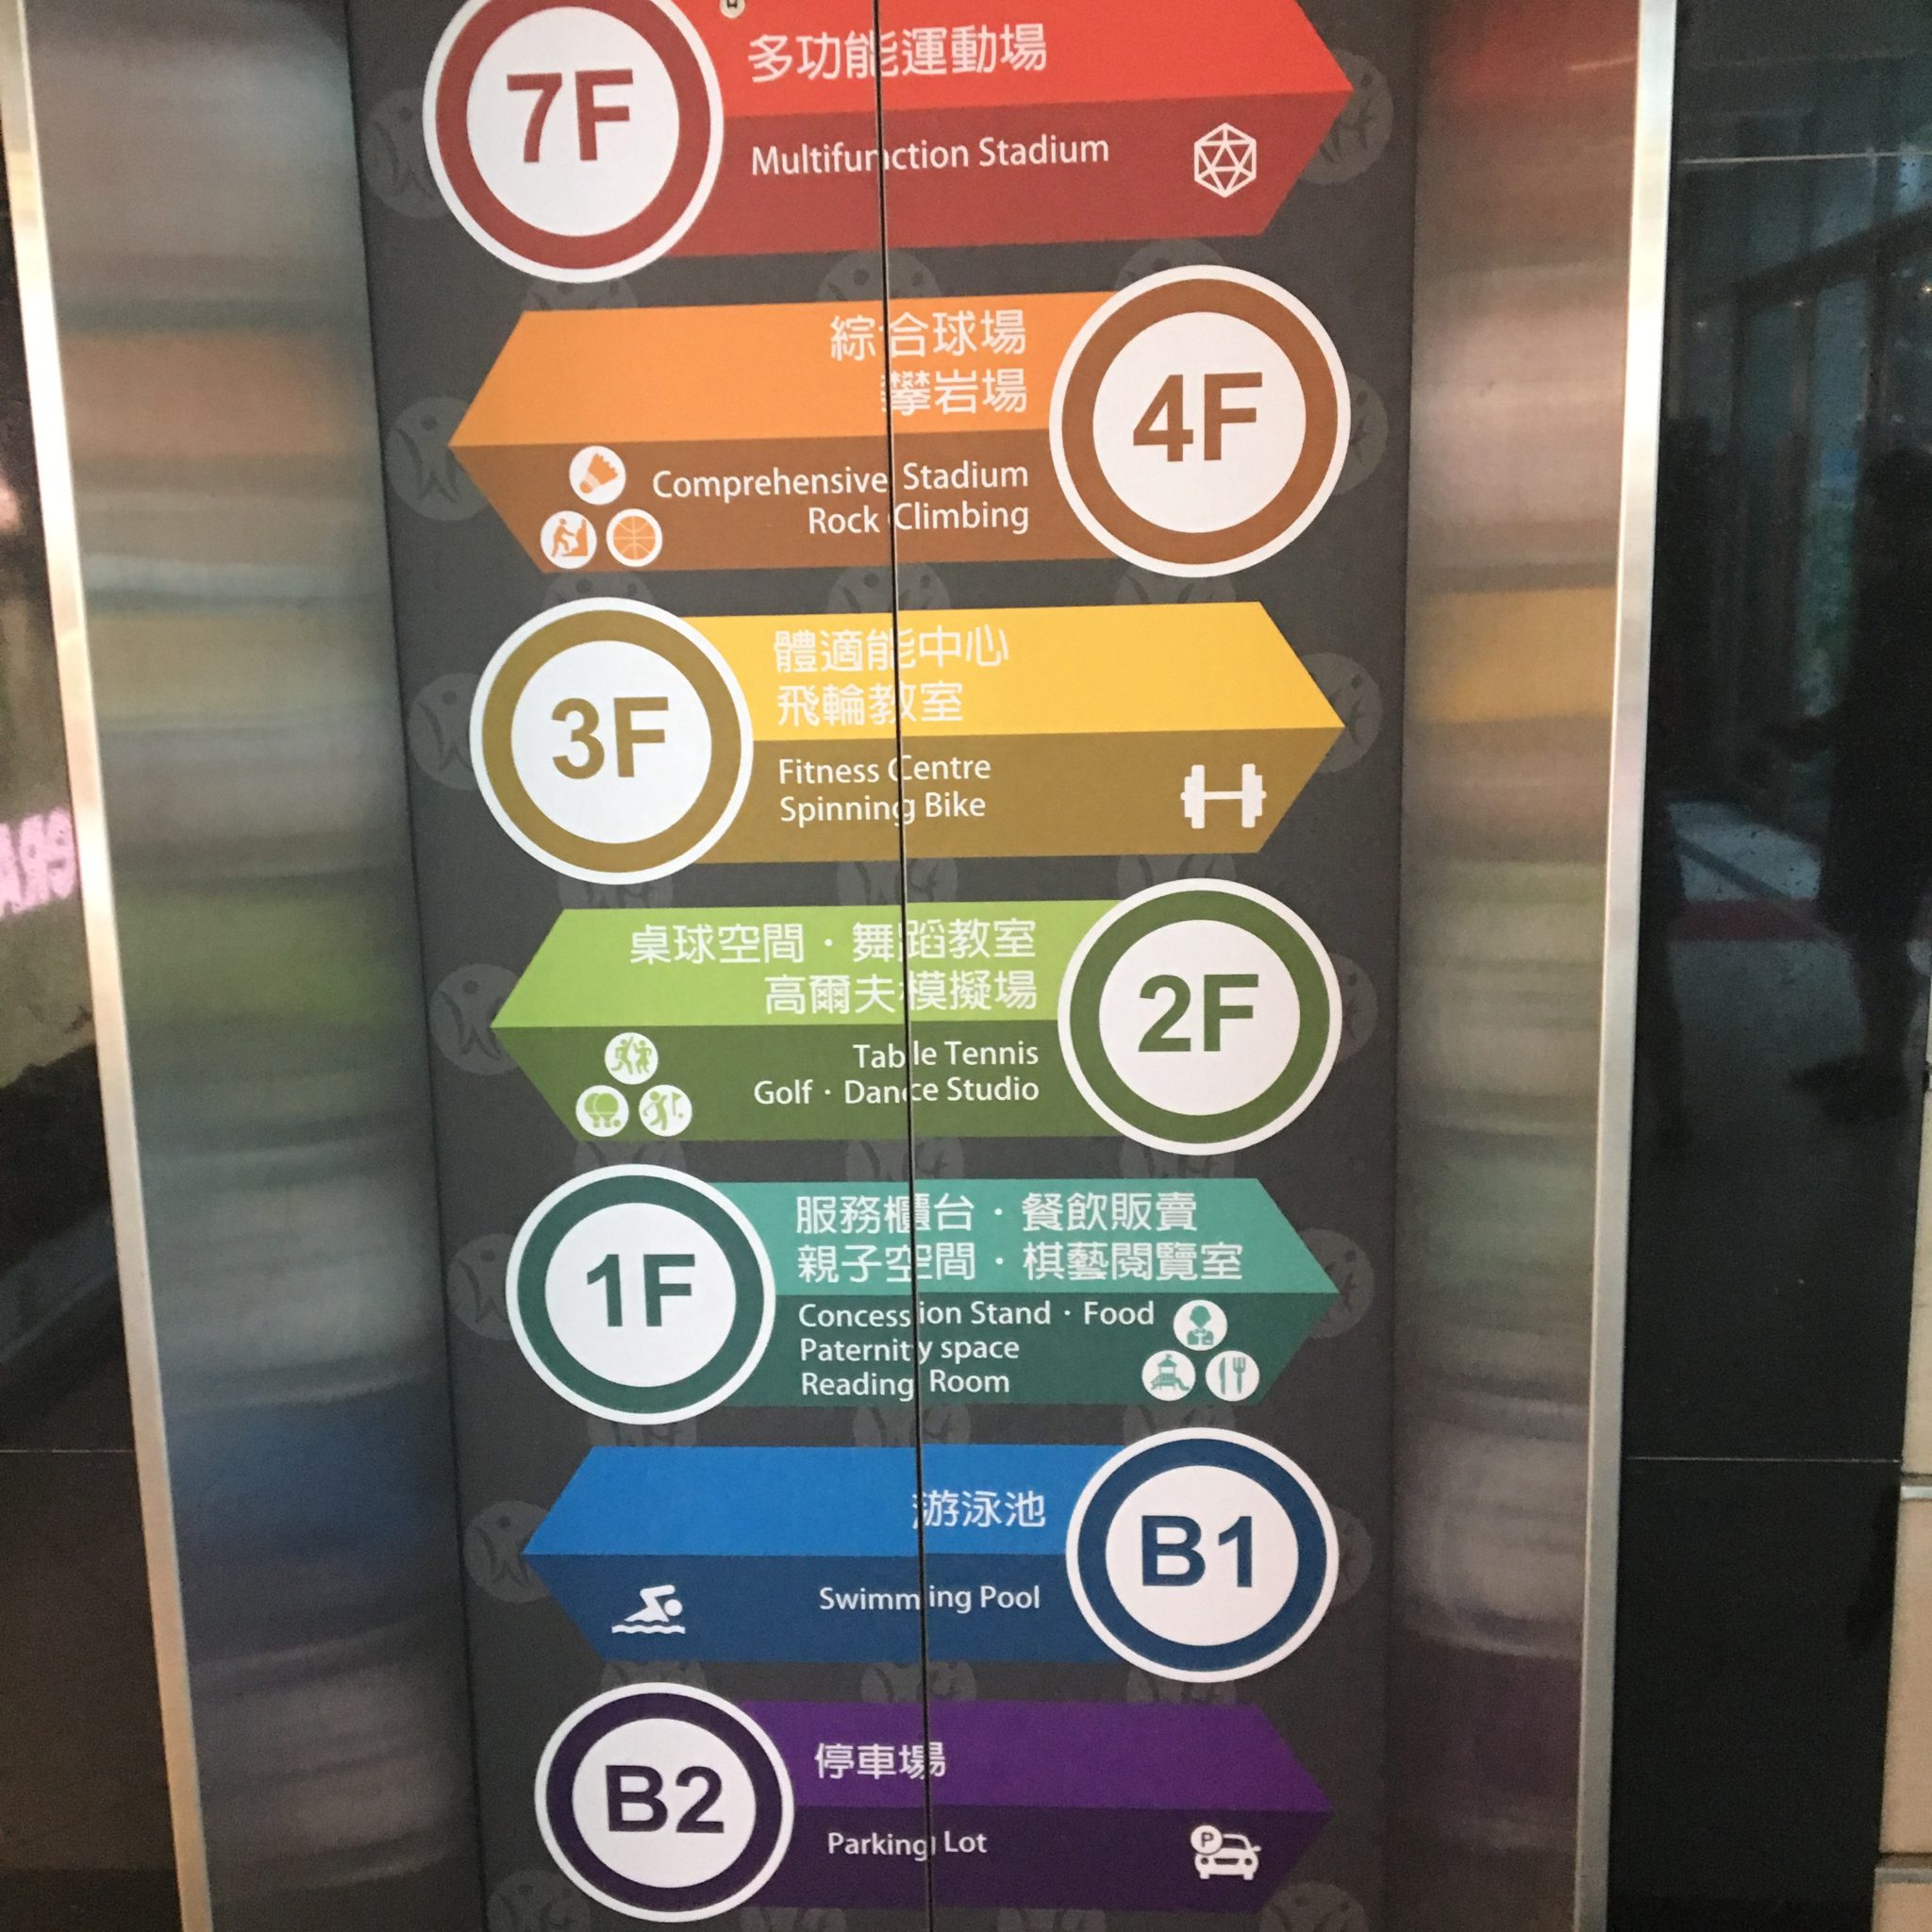 7F
多功能運動場
Multifunction Stadium
綜合球場
攀岩場
4F
Comprehensive Stadium
Rock Climbing
3F
體適能中心
飛輪教室
Fitness Centre
Spinning Bike
桌球空間・舞蹈教室
高爾夫模擬場
2F
Table Tennis
Golf・Dance Studio
1F
服務櫃台・餐飲販賣
親子空間・棋藝閱覽室
Concession Stand・Food
Paternity space
Reading Room
游泳池
B1
Swimming Pool
B2
停車場
Parking Lot
P